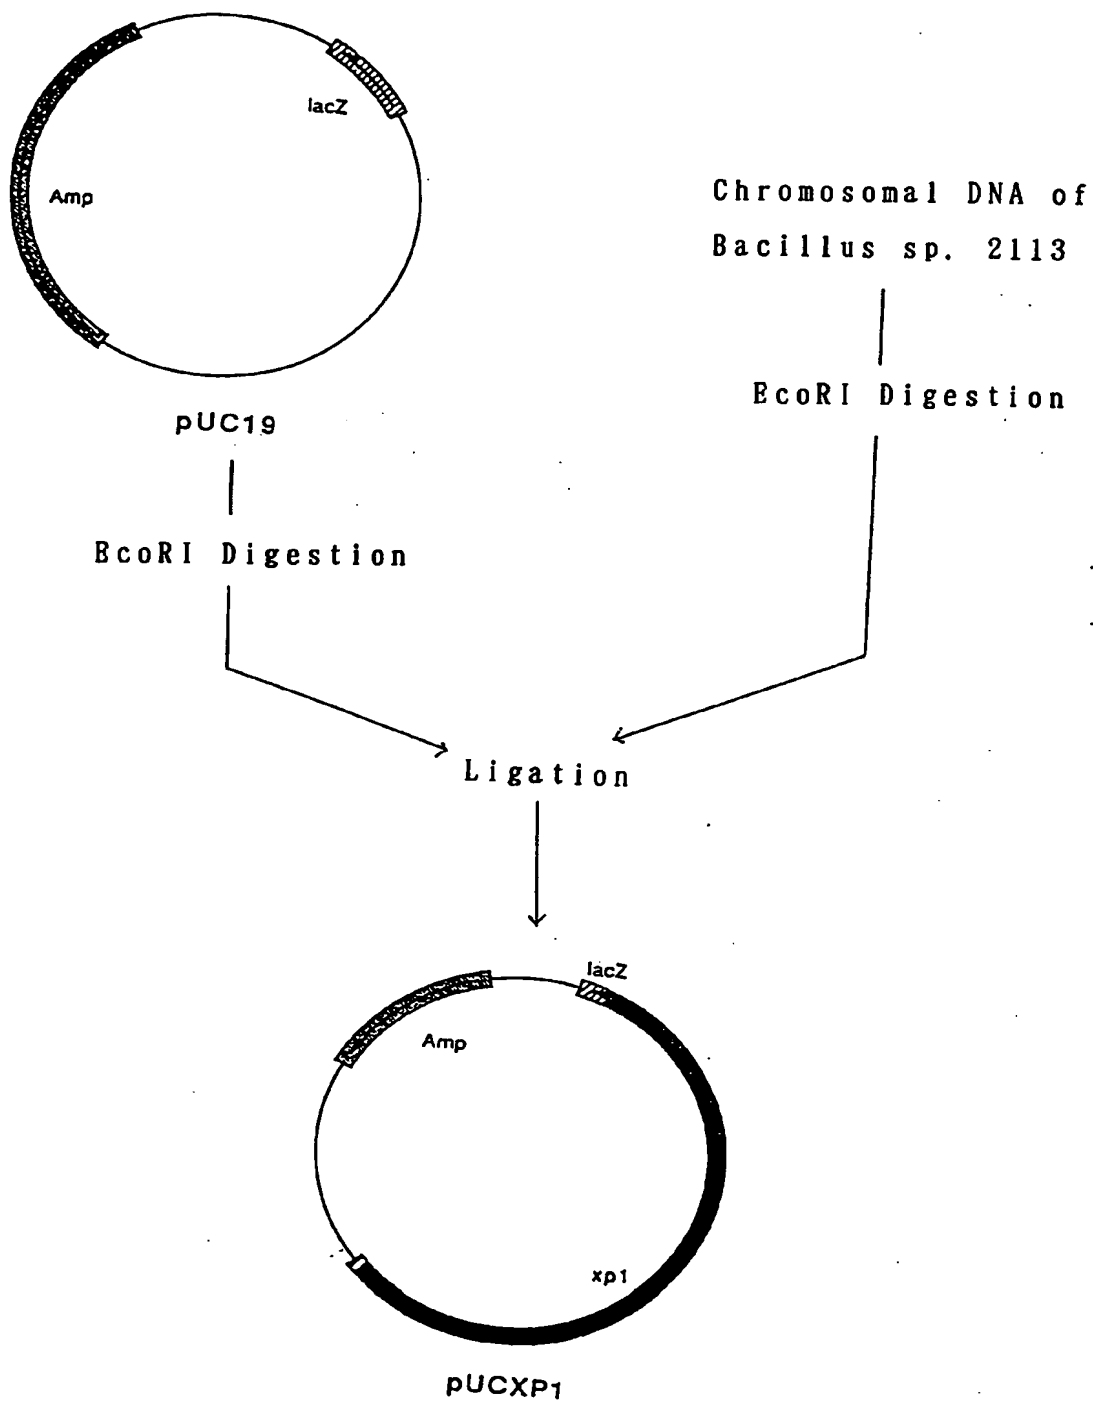 lacZ
Amp
pUC19
EcoRI Digestion
Chromosomal DNA of
Bacillus sp. 2113
EcoRI Digestion
Ligation
lacZ
Amp
xp1
pUCXP1